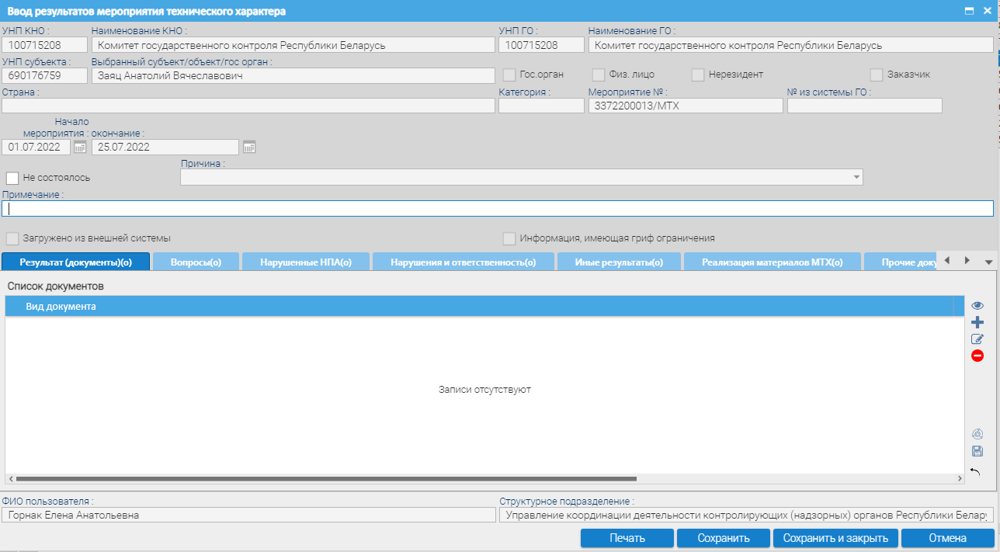 Ввод результатов мероприятия технического характера
УНП КНО : Наименование КНО : УНП ГО : Наименование ГО :
100715208 Комитет государственного контроля Республики Беларусь 100715208 Комитет государственного контроля Республики Беларусь
УНП субъекта : Выбранный субъект/объект/гос орган :
690176759 Заяц Анатолий Вячеславович Гос.орган Физ. лицо Нерезидент Заказчик
Страна : Категория : Мероприятие № : № из системы ГО :
3372200013/МТХ
Начало
мероприятия : окончание :
01.07.2022 25.07.2022
Причина :
Не состоялось
Примечание :
Загружено из внешней системы Информация, имеющая гриф ограничения
Результат (документы)(0) Вопросы(0) Нарушенные НПА(0) Нарушения и ответственность(0) Иные результаты(0) Реализация материалов МТХ(0) Прочие доку
Список документов
Вид документа
Записи отсутствуют
ФИО пользователя : Структурное подразделение :
Горнак Елена Анатольевна Управление координации деятельности контролирующих (надзорных) органов Республики Белару
Печать Сохранить Сохранить и закрыть Отмена